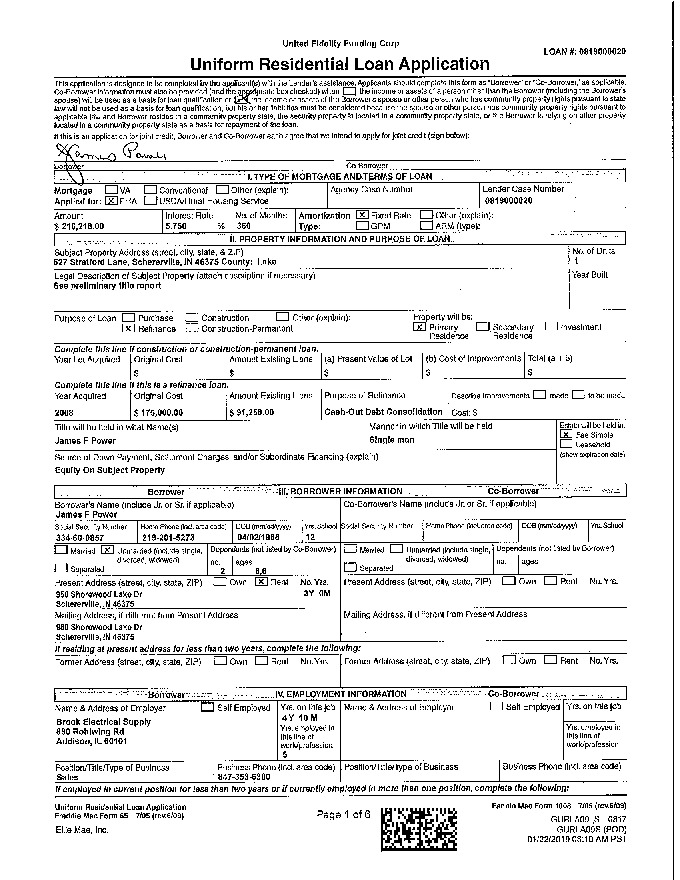 United Fidelity Funding Corp
LOAN #: 0819000020
Uniform Residential Loan Application
This application is designed to be completed by the applicant(s) with the Lender's assistance. Applicants should complete this form as "Borrower" or "Co-Borrower," as applicable.
Co-Borrower information must also be provided (and the appropriate box checked) when the income or assets of a person other than the Borrower (including the Borrower's
spouse) will be used as a basis for loan qualification or the income or assets of the Borrower's spouse or other person who has community property rights pursuant to state
law will not be used as a basis for loan qualification, but his or her liabilities must be considered because the spouse or other person has community property rights pursuant to
applicable law and Borrower resides in a community property state, the security property is located in a community property state, or the Borrower is relying on other property
located in a community property state as a basis for repayment of the loan.
If this is an application for joint credit, Borrower and Co-Borrower each agree that we intend to apply for joint credit (sign below):
Borrower Co-Borrower
I. TYPE OF MORTGAGE AND TERMS OF LOAN
Mortgage VA Conventional Other (explain): Agency Case Number Lender Case Number
Applied for: X FHA USDA/Rural Housing Service 0819000020
Amount Interest Rate No. of Months Amortization X Fixed Rate Other (explain):
$ 5.750 % 360 Type: GPM ARM (type):
II. PROPERTY INFORMATION AND PURPOSE OF LOAN
Subject Property Address (street, city, state, & ZIP) No. of Units
527 Stratford Lane, Schererville, IN 46375 County: Lake 1
Legal Description of Subject Property (attach description if necessary) Year Built
See preliminary title report
Purpose of Loan Purchase Construction Other (explain): Property will be:
X Refinance Construction-Permanent X Primary Residence Secondary Residence Investment
Complete this line if construction or construction-permanent loan.
Year Lot Acquired Original Cost Amount Existing Liens (a) Present Value of Lot (b) Cost of Improvements Total (a + b)
$ $ $ $ $
Complete this line if this is a refinance loan.
Year Acquired Original Cost Amount Existing Liens Purpose of Refinance Describe Improvements made to be made
2003 $ 175,000.00 $ 91,259.00 Cash-Out Debt Consolidation Cost: $
Title will be held in what Name(s) Manner in which Title will be held Estate will be held in:
James F Power Single man X Fee Simple
Leasehold
(show expiration date)
Source of Down Payment, Settlement Charges, and/or Subordinate Financing (explain)
Equity On Subject Property
Borrower III. BORROWER INFORMATION Co-Borrower
Borrower's Name (include Jr. or Sr. if applicable) Co-Borrower's Name (include Jr. or Sr. if applicable)
James F Power
Social Security Number Home Phone (incl. area code) DOB (mm/dd/yyyy) Yrs. School Social Security Number Home Phone (incl. area code) DOB (mm/dd/yyyy) Yrs. School
219-201-5273 12
Married X Unmarried (include single, divorced, widowed) Dependents (not listed by Co-Borrower) Married Unmarried (include single, divorced, widowed) Dependents (not listed by Borrower)
Separated no. 2 ages Separated no. ages
Present Address (street, city, state, ZIP) Own X Rent No. Yrs. Present Address (street, city, state, ZIP) Own Rent No. Yrs.
Shorewood Lake Dr 3Y 0M
Schererville, IN 46375
Mailing Address, if different from Present Address Mailing Address, if different from Present Address
Shorewood Lake Dr
Schererville, IN 46375
If residing at present address for less than two years, complete the following:
Former Address (street, city, state, ZIP) Own Rent No. Yrs. Former Address (street, city, state, ZIP) Own Rent No. Yrs.
Borrower IV. EMPLOYMENT INFORMATION Co-Borrower
Name & Address of Employer Self Employed Yrs. on this job Name & Address of Employer Self Employed Yrs. on this job
Brook Electrical Supply 4Y 10M
Rohlwing Rd Yrs. employed in this line of work/profession Yrs. employed in this line of work/profession
Addison, IL 60101 5
Position/Title/Type of Business Business Phone (incl. area code) Position/Title/Type of Business Business Phone (incl. area code)
Sales 847-353-6300
If employed in current position for less than two years or if currently employed in more than one position, complete the following:
Uniform Residential Loan Application
Freddie Mac Form 65 7/05 (rev.6/09)
Page 1 of 6
Fannie Mae Form 1003 7/05 (rev.6/09)
Ellie Mae, Inc.
GURLA09_S 0817
GURLA09S (POD)
01/22/2019 03:10 AM PST